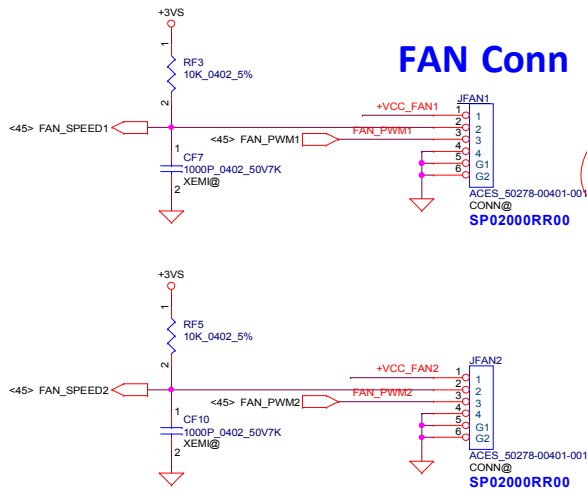 +3VS
FAN Conn
1
RF3
10K_0402_5%
2
+VCC_FAN1
JFAN1
1 1
2 2
3 3
4 4
5 G1
6 G2
<45> FAN_SPEED1
<45> FAN_PWM1
FAN_PWM1
1
CF7
1000P_0402_50V7K
2
XEMI@
ACES_50278-00401-001
CONN@
SP02000RR00
+3VS
1
RF5
10K_0402_5%
2
+VCC_FAN2
JFAN2
1 1
2 2
3 3
4 4
5 G1
6 G2
<45> FAN_SPEED2
<45> FAN_PWM2
FAN_PWM2
1
CF10
1000P_0402_50V7K
2
XEMI@
ACES_50278-00401-001
CONN@
SP02000RR00